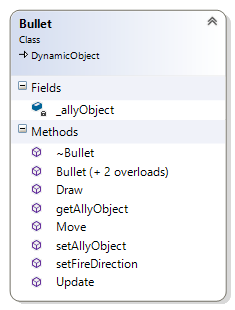 Bullet
Class
DynamicObject
Fields
_allyObject
Methods
~Bullet
Bullet (+ 2 overloads)
Draw
getAllyObject
Move
setAllyObject
setFireDirection
Update